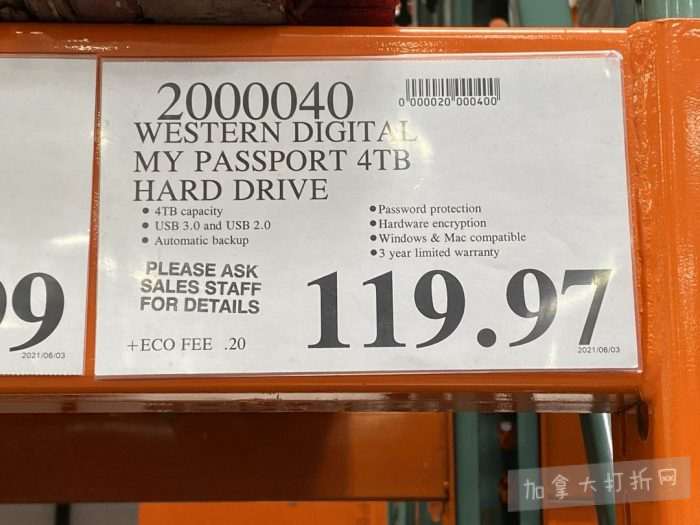 2000040
0 000020 000400
WESTERN DIGITAL
MY PASSPORT 4TB
HARD DRIVE
• 4TB capacity
• USB 3.0 and USB 2.0
• Automatic backup
• Password protection
• Hardware encryption
• Windows & Mac compatible
• 3 year limited warranty
PLEASE ASK
SALES STAFF
FOR DETAILS
+ECO FEE .20
119.97
2021/06/03
9
2021/06/03
加拿大打折网